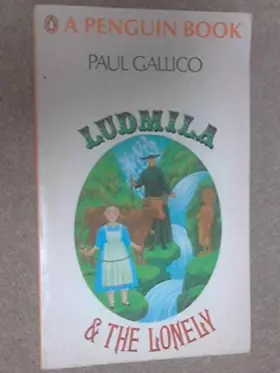 A PENGUIN BOOK
PAUL GALLICO
LUDMILA
& THE LONELY